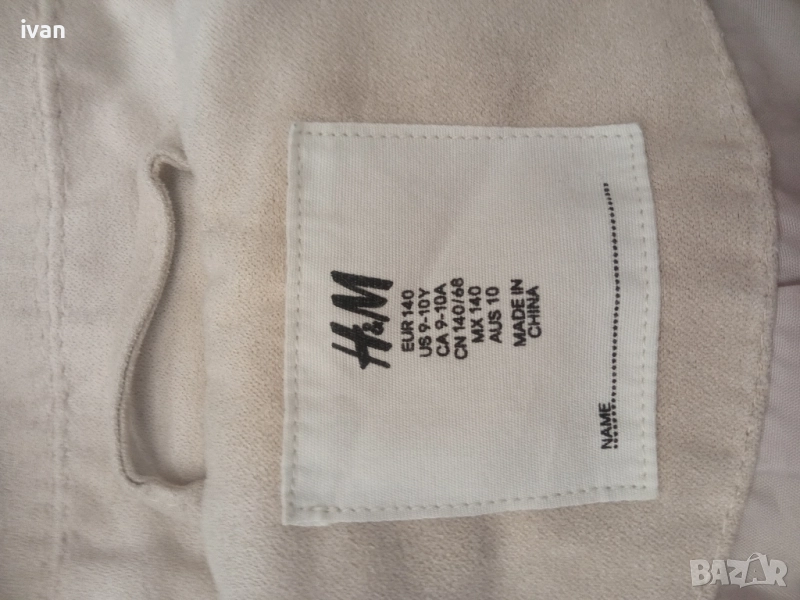 ivan
H&M
EUR 140
US 9-10Y
CA 9-10A
CN 140/68
MX 140
AUS 10
MADE IN
CHINA
NAME
BAZAR